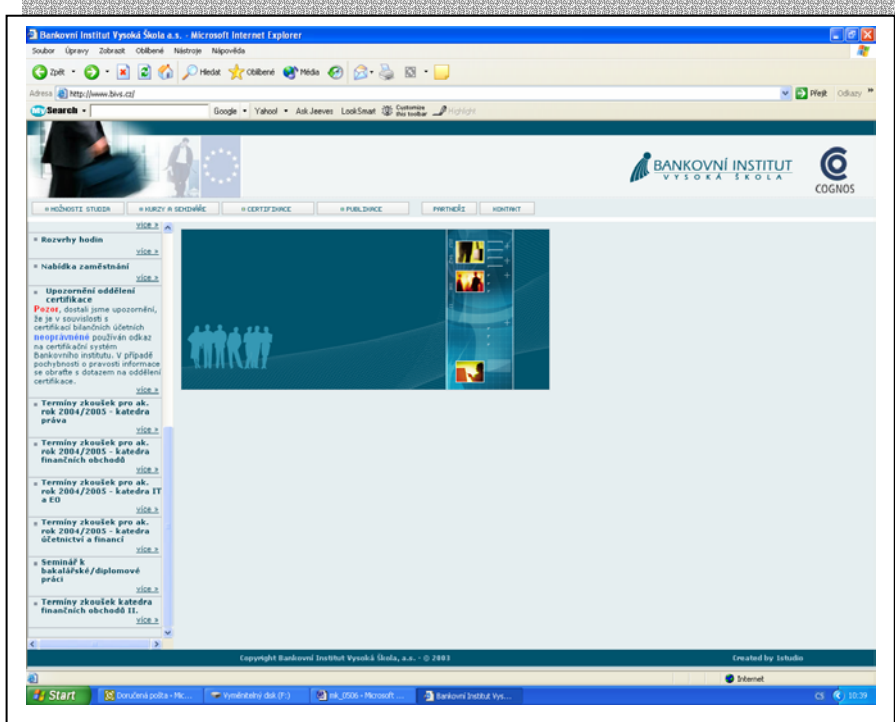 Bankovní Institut Vysoká Škola a.s. - Microsoft Internet Explorer
Soubor Úpravy Zobrazit Oblíbené Nástroje Nápověda
Zpět Hledat Oblíbené Média
Adresa http://www.bivs.cz/ Přejít Odkazy
Search Google Yahoo! Ask Jeeves LookSmart Customize this toolbar Highlight
BANKOVNÍ INSTITUT
VYSOKÁ ŠKOLA
COGNOS
MOŽNOSTI STUDIA KURZY A SEMINÁŘE CERTIFIKACE PUBLIKACE PARTNEŘI KONTAKT
více >
Rozvrhy hodin
více >
Nabídka zaměstnání
více >
Upozornění oddělení
certifikace
Pozor, dostali jsme upozornění,
že je v souvislosti s
certifikací bilančních účetních
neoprávněně používán odkaz
na certifikační systém
Bankovního institutu. V případě
pochybností o pravosti informace
se obraťte s dotazem na oddělení
certifikace.
více >
Termíny zkoušek pro ak.
rok 2004/2005 - katedra
práva
více >
Termíny zkoušek pro ak.
rok 2004/2005 - katedra
finančních obchodů
více >
Termíny zkoušek pro ak.
rok 2004/2005 - katedra IT
a EO
více >
Termíny zkoušek pro ak.
rok 2004/2005 - katedra
účetnictví a financí
více >
Seminář k
bakalářské/diplomové
práci
více >
Termíny zkoušek katedra
finančních obchodů II.
více >
Copyright Bankovní Institut Vysoká Škola, a.s. - © 2003 Created by 1studio
Internet
Start Doručená pošta - Mic... Vyměnitelný disk (F:) mk_0506 - Microsoft ... Bankovní Institut Vys... CS 10:39